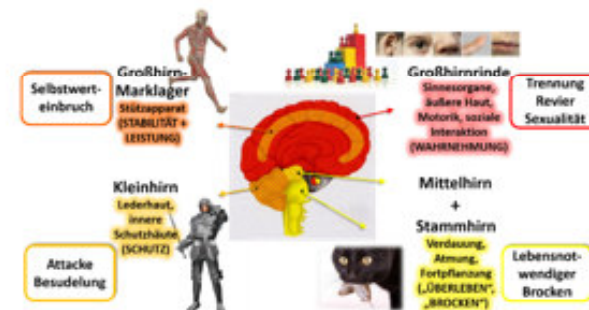 Selbstwert-
einbruch
Großhirn-
Marklager
Stützapparat
(STABILITÄT +
LEISTUNG)
Großhirnrinde
Sinnesorgane,
äußere Haut,
Motorik, soziale
Interaktion
(WAHRNEHMUNG)
Trennung
Revier
Sexualität
Kleinhirn
Lederhaut,
innere
Schutzhäute
(SCHUTZ)
Attacke
Besudelung
Mittelhirn
+
Stammhirn
Verdauung,
Atmung,
Fortpflanzung
(„ÜBERLEBEN“,
„BROCKEN“)
Lebensnot-
wendiger
Brocken